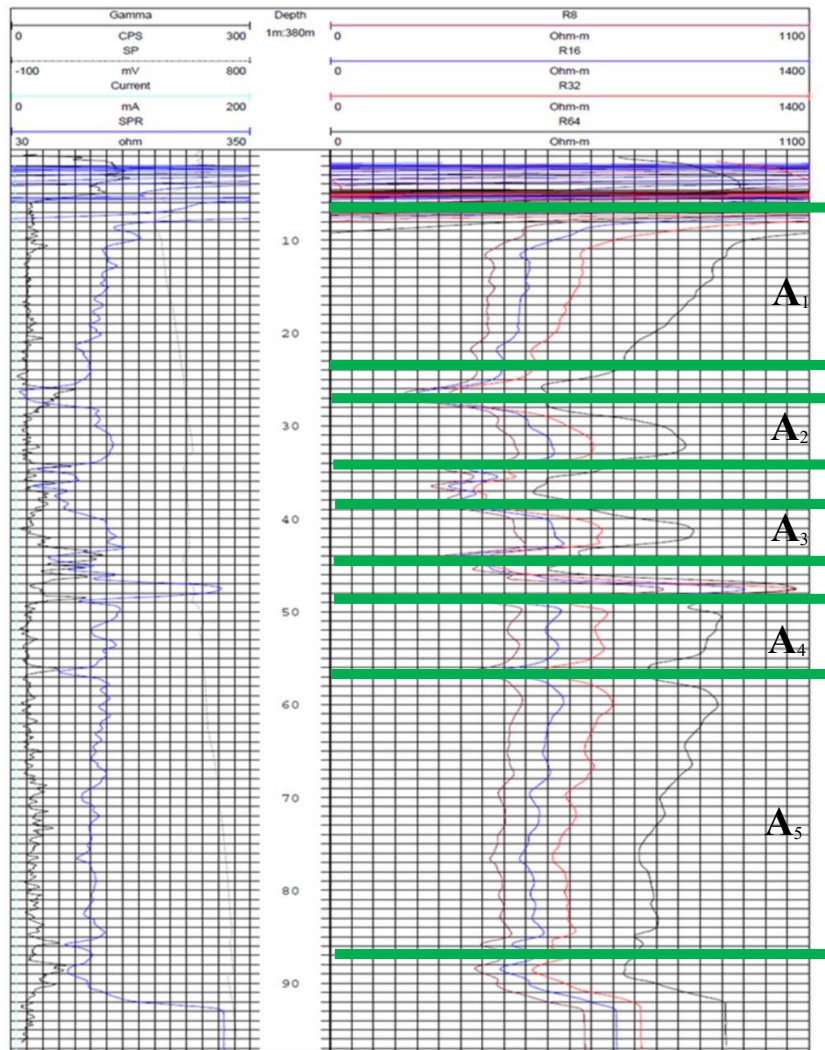 Gamma
0 CPS 300
SP
-100 mV 800
Current
0 mA 200
SPR
30 ohm 350
Depth
1m:380m
R8
0 Ohm-m 1100
R16
0 Ohm-m 1400
R32
0 Ohm-m 1400
R64
0 Ohm-m 1100
10
A1
20
30
A2
40
A3
50
A4
60
70
A5
80
90